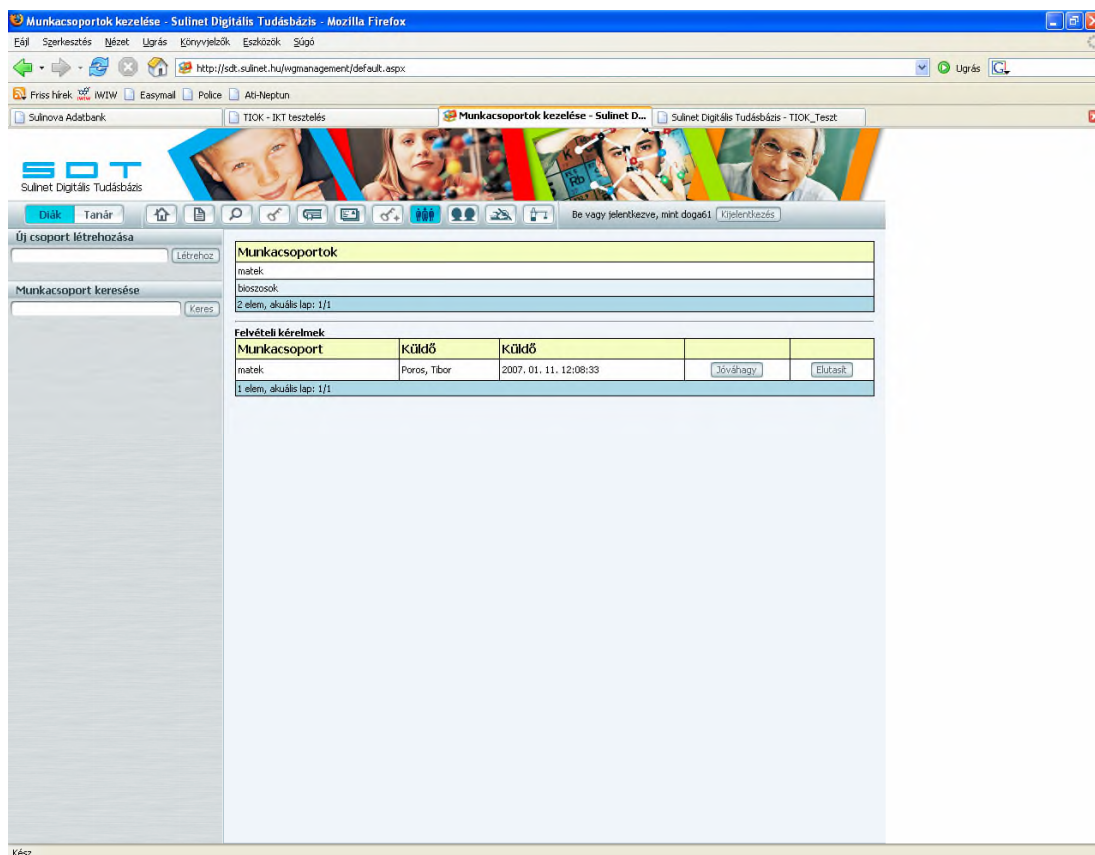 Munkacsoportok kezelése - Sulinet Digitális Tudásbázis - Mozilla Firefox
Fájl Szerkesztés Nézet Ugrás Könyvjelzők Eszközök Súgó
http://sdt.sulinet.hu/wgmanagement/default.aspx Ugrás
Friss hírek iWiW Easymail Police Ati-Neptun
Sulinova Adatbank TIOK - IKT tesztelés Munkacsoportok kezelése - Sulinet D... Sulinet Digitális Tudásbázis - TIOK_Teszt
SDT
Sulinet Digitális Tudásbázis
Rb
Diák Tanár Be vagy jelentkezve, mint doga61 Kijelentkezés
Új csoport létrehozása
Létrehoz
Munkacsoport keresése
Keres
Munkacsoportok
matek
bioszosok
2 elem, akuális lap: 1/1
Felvételi kérelmek
Munkacsoport Küldő Küldő
matek Poros, Tibor 2007. 01. 11. 12:08:33 Jóváhagy Elutasít
1 elem, akuális lap: 1/1
Kész